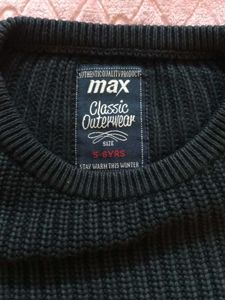 AUTHENTIC QUALITY PRODUCT
max
Classic
Outerwear
SIZE
5-6YRS
STAY WARM THIS WINTER